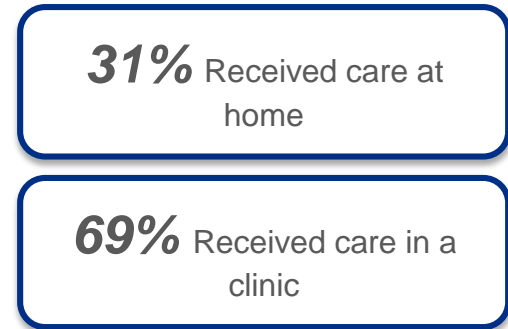 31% Received care at
home
69% Received care in a
clinic